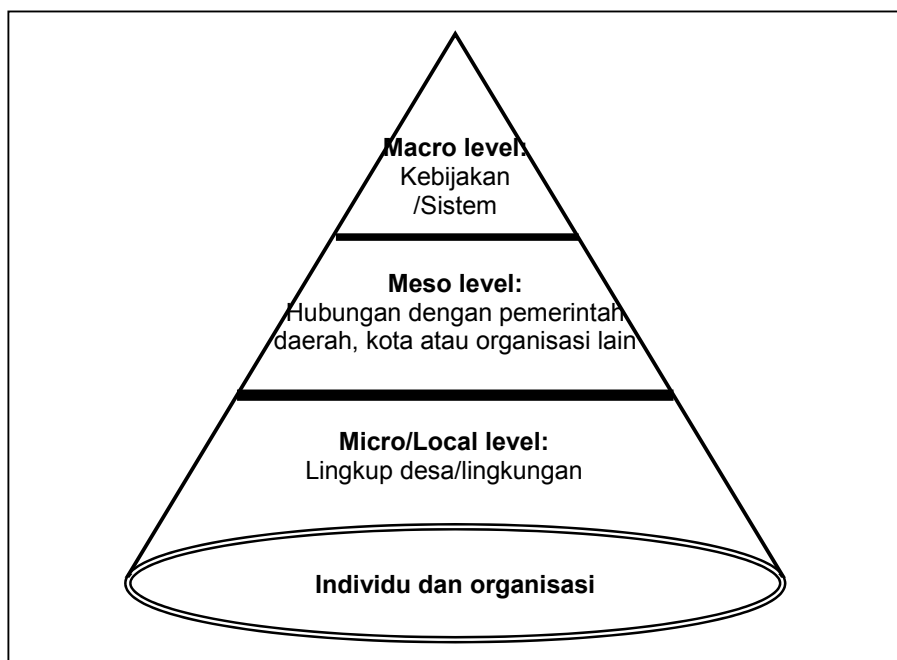 Macro level:
Kebijakan
/Sistem
Meso level:
Hubungan dengan pemerintah
daerah, kota atau organisasi lain
Micro/Local level:
Lingkup desa/lingkungan
Individu dan organisasi